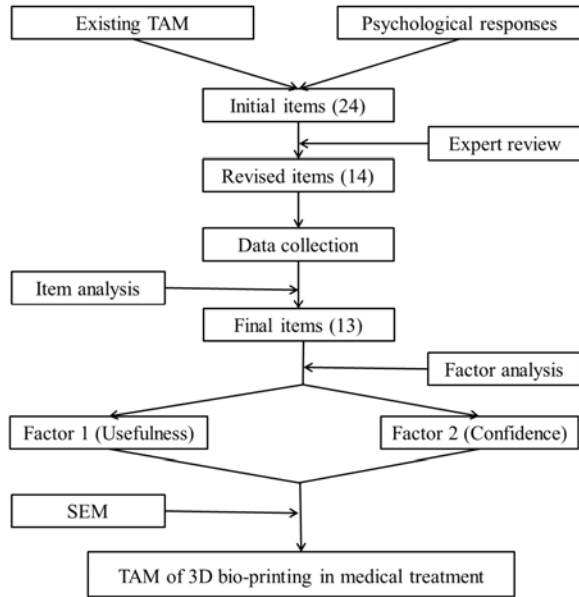 Existing TAM
Psychological responses
Initial items (24)
Expert review
Revised items (14)
Data collection
Item analysis
Final items (13)
Factor analysis
Factor 1 (Usefulness)
Factor 2 (Confidence)
SEM
TAM of 3D bio-printing in medical treatment